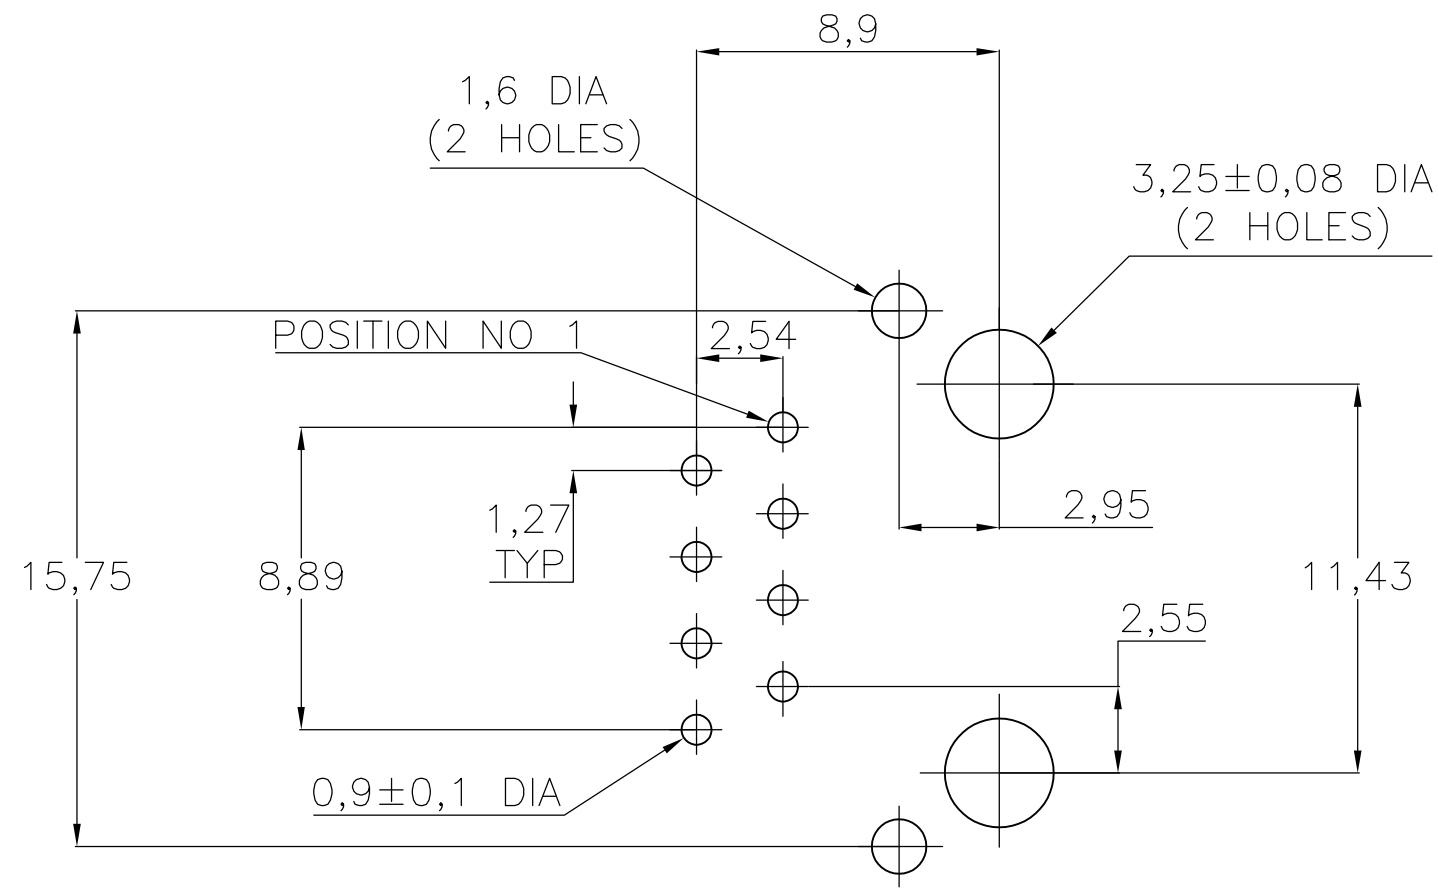 8,9
1,6 DIA
(2 HOLES)
3,25±0,08 DIA
(2 HOLES)
POSITION NO 1
2,54
1,27
TYP
2,95
15,75
8,89
11,43
2,55
0,9±0,1 DIA